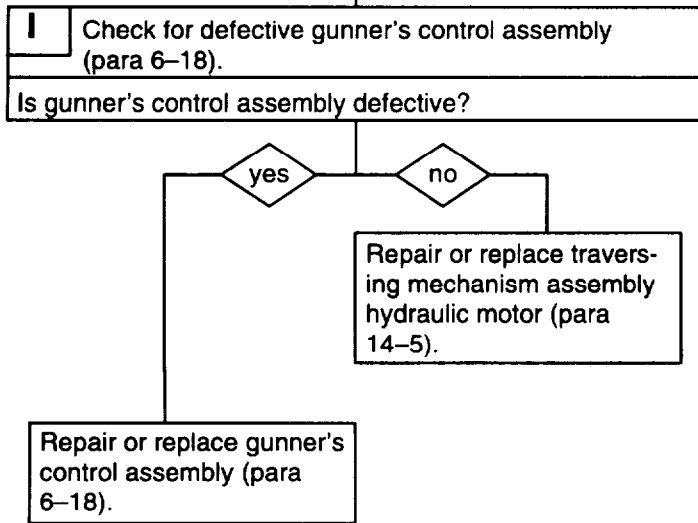 I
Check for defective gunner's control assembly
(para 6–18).
Is gunner's control assembly defective?
yes
no
Repair or replace travers-
ing mechanism assembly
hydraulic motor (para
14–5).
Repair or replace gunner's
control assembly (para
6–18).